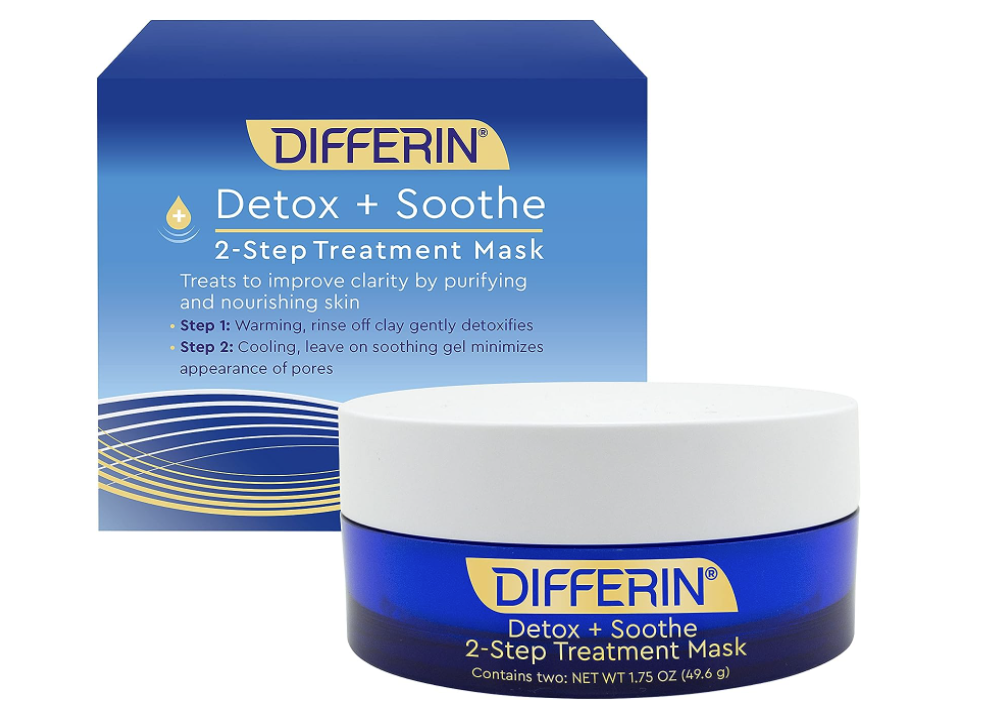 DIFFERIN®
Detox + Soothe
2-Step Treatment Mask
Treats to improve clarity by purifying
and nourishing skin
• Step 1: Warming, rinse off clay gently detoxifies
• Step 2: Cooling, leave on soothing gel minimizes
appearance of pores
DIFFERIN®
Detox + Soothe
2-Step Treatment Mask
Contains two: NET WT 1.75 OZ (49.6 g)